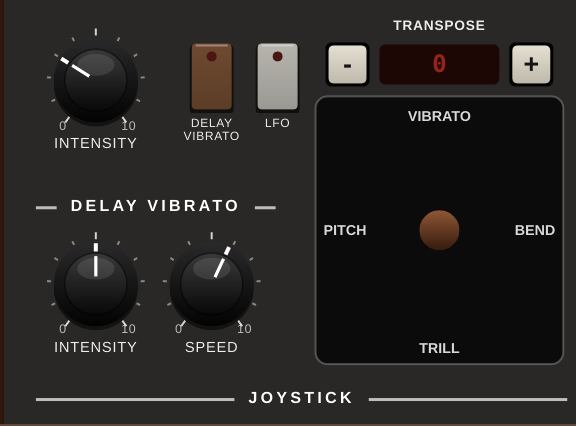 TRANSPOSE
- 0 +
0 10
INTENSITY
DELAY
VIBRATO
LFO
VIBRATO
PITCH
BEND
TRILL
DELAY VIBRATO
0 10
INTENSITY
0 10
SPEED
JOYSTICK